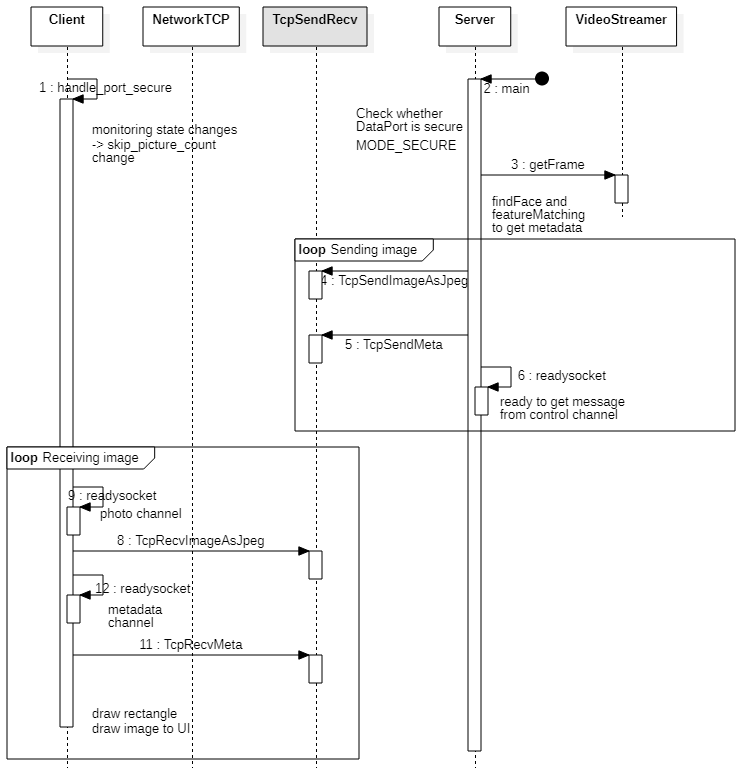 Client
NetworkTCP
TcpSendRecv
Server
VideoStreamer
1 : handle_port_secure
2 : main
monitoring state changes
-> skip_picture_count
change
Check whether
DataPort is secure
MODE_SECURE
3 : getFrame
findFace and
featureMatching
to get metadata
loop Sending image
4 : TcpSendImageAsJpeg
5 : TcpSendMeta
6 : readysocket
ready to get message
from control channel
loop Receiving image
9 : readysocket
photo channel
8 : TcpRecvImageAsJpeg
12 : readysocket
metadata
channel
11 : TcpRecvMeta
draw rectangle
draw image to UI